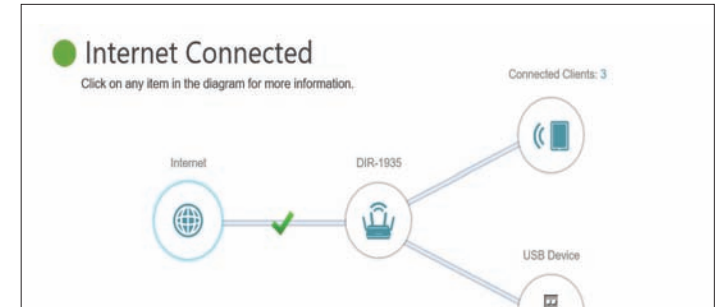 Internet Connected
Click on any item in the diagram for more information.
Connected Clients: 3
Internet
DIR-1935
USB Device